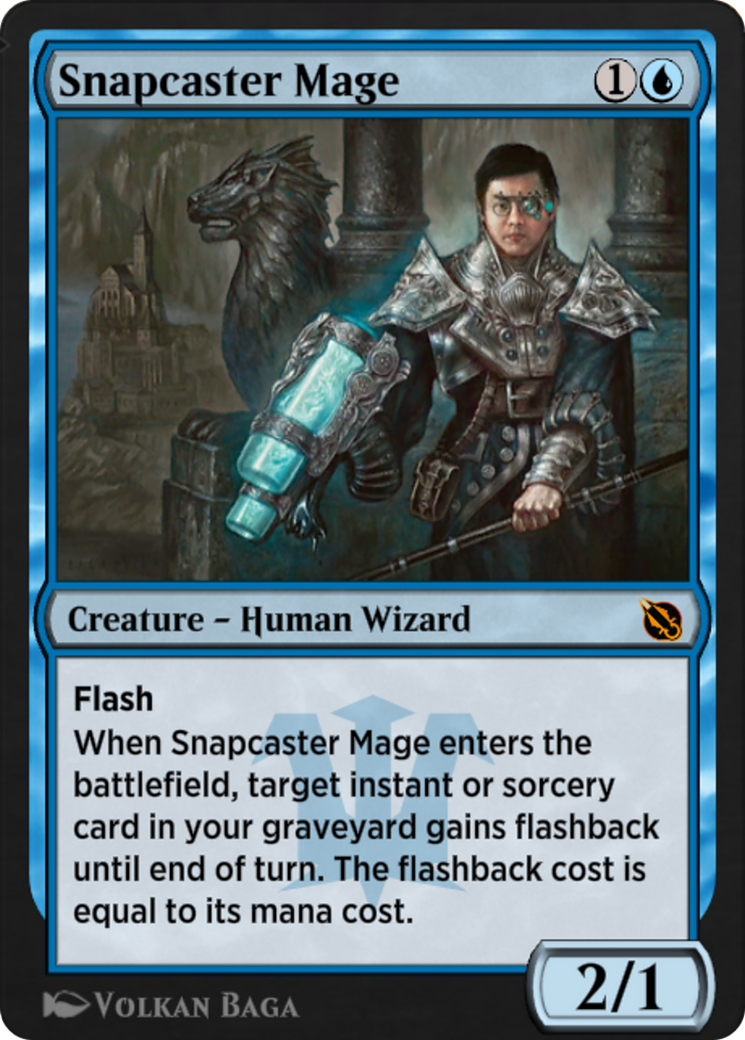 Snapcaster Mage 1
Creature – Human Wizard
Flash
When Snapcaster Mage enters the
battlefield, target instant or sorcery
card in your graveyard gains flashback
until end of turn. The flashback cost is
equal to its mana cost.
2/1
Volkan Baga